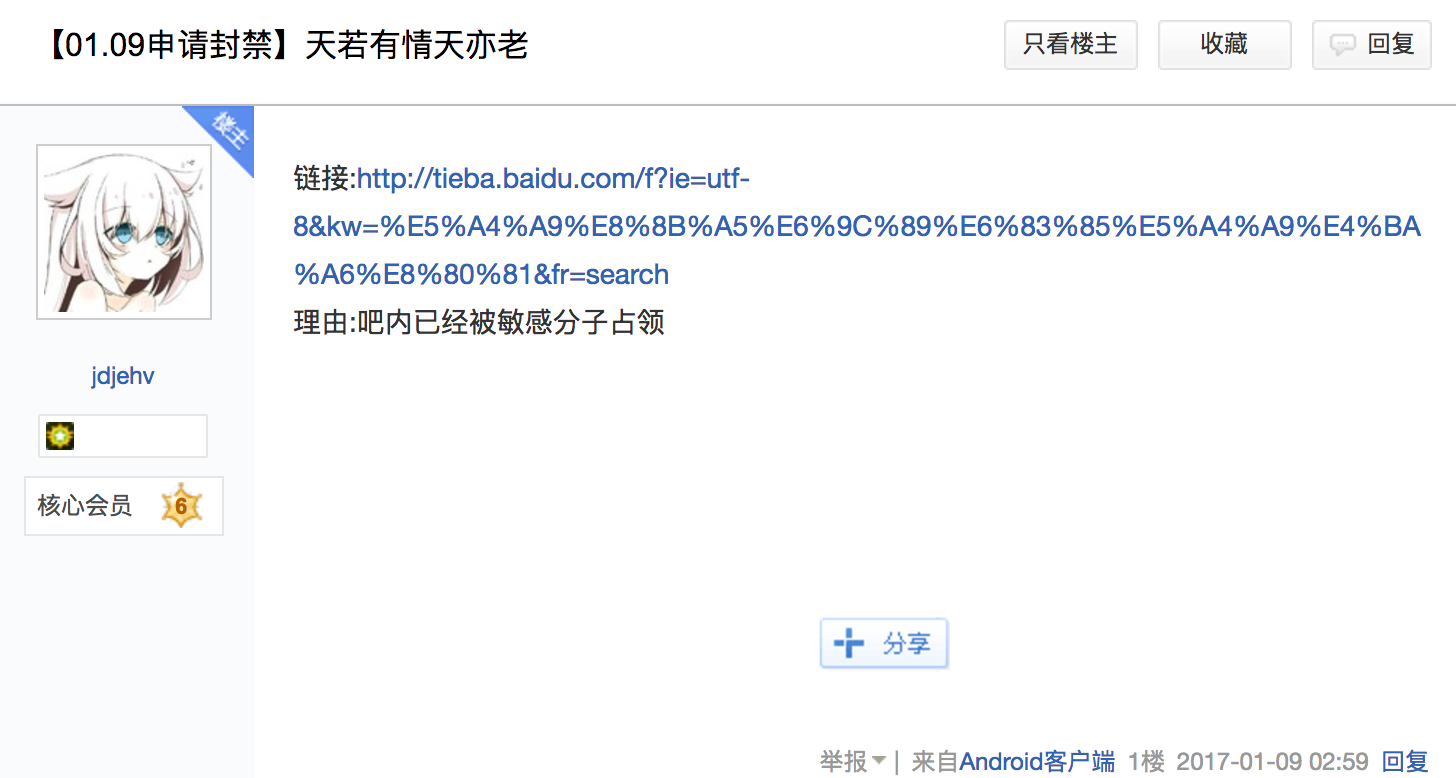 【01.09申请封禁】天若有情天亦老
只看楼主
收藏
回复
楼主
链接:http://tieba.baidu.com/f?ie=utf-
8&kw=%E5%A4%A9%E8%8B%A5%E6%9C%89%E6%83%85%E5%A4%A9%E4%BA
%A6%E8%80%81&fr=search
理由:吧内已经被敏感分子占领
jdjehv
核心会员 6
分享
举报 | 来自Android客户端 1楼 2017-01-09 02:59 回复